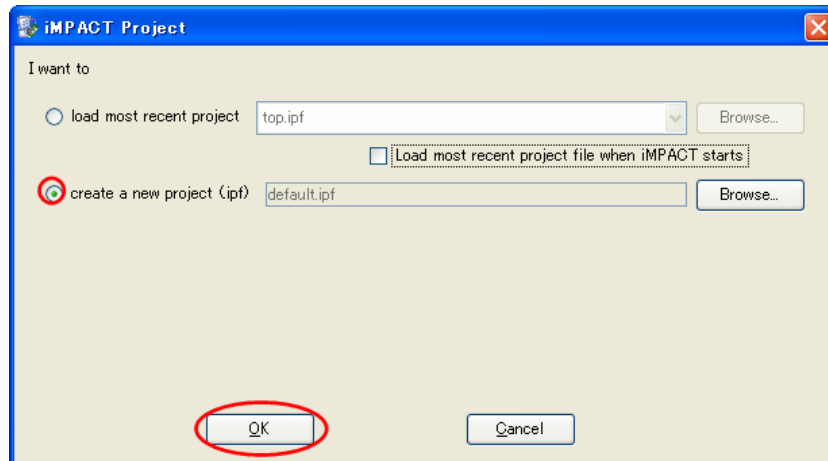 iMPACT Project
I want to
load most recent project top.ipf Browse...
Load most recent project file when iMPACT starts
create a new project (ipf) default.ipf Browse...
OK Cancel